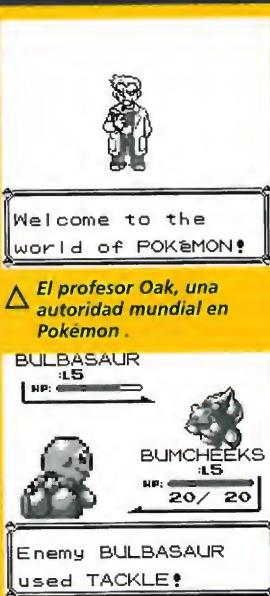 Welcome to the
world of POKéMON!
△ El profesor Oak, una
autoridad mundial en
Pokémon .
BULBASAUR
:L5
HP:
BUMCHEEKS
:L5
HP:
20/ 20
Enemy BULBASAUR
used TACKLE!